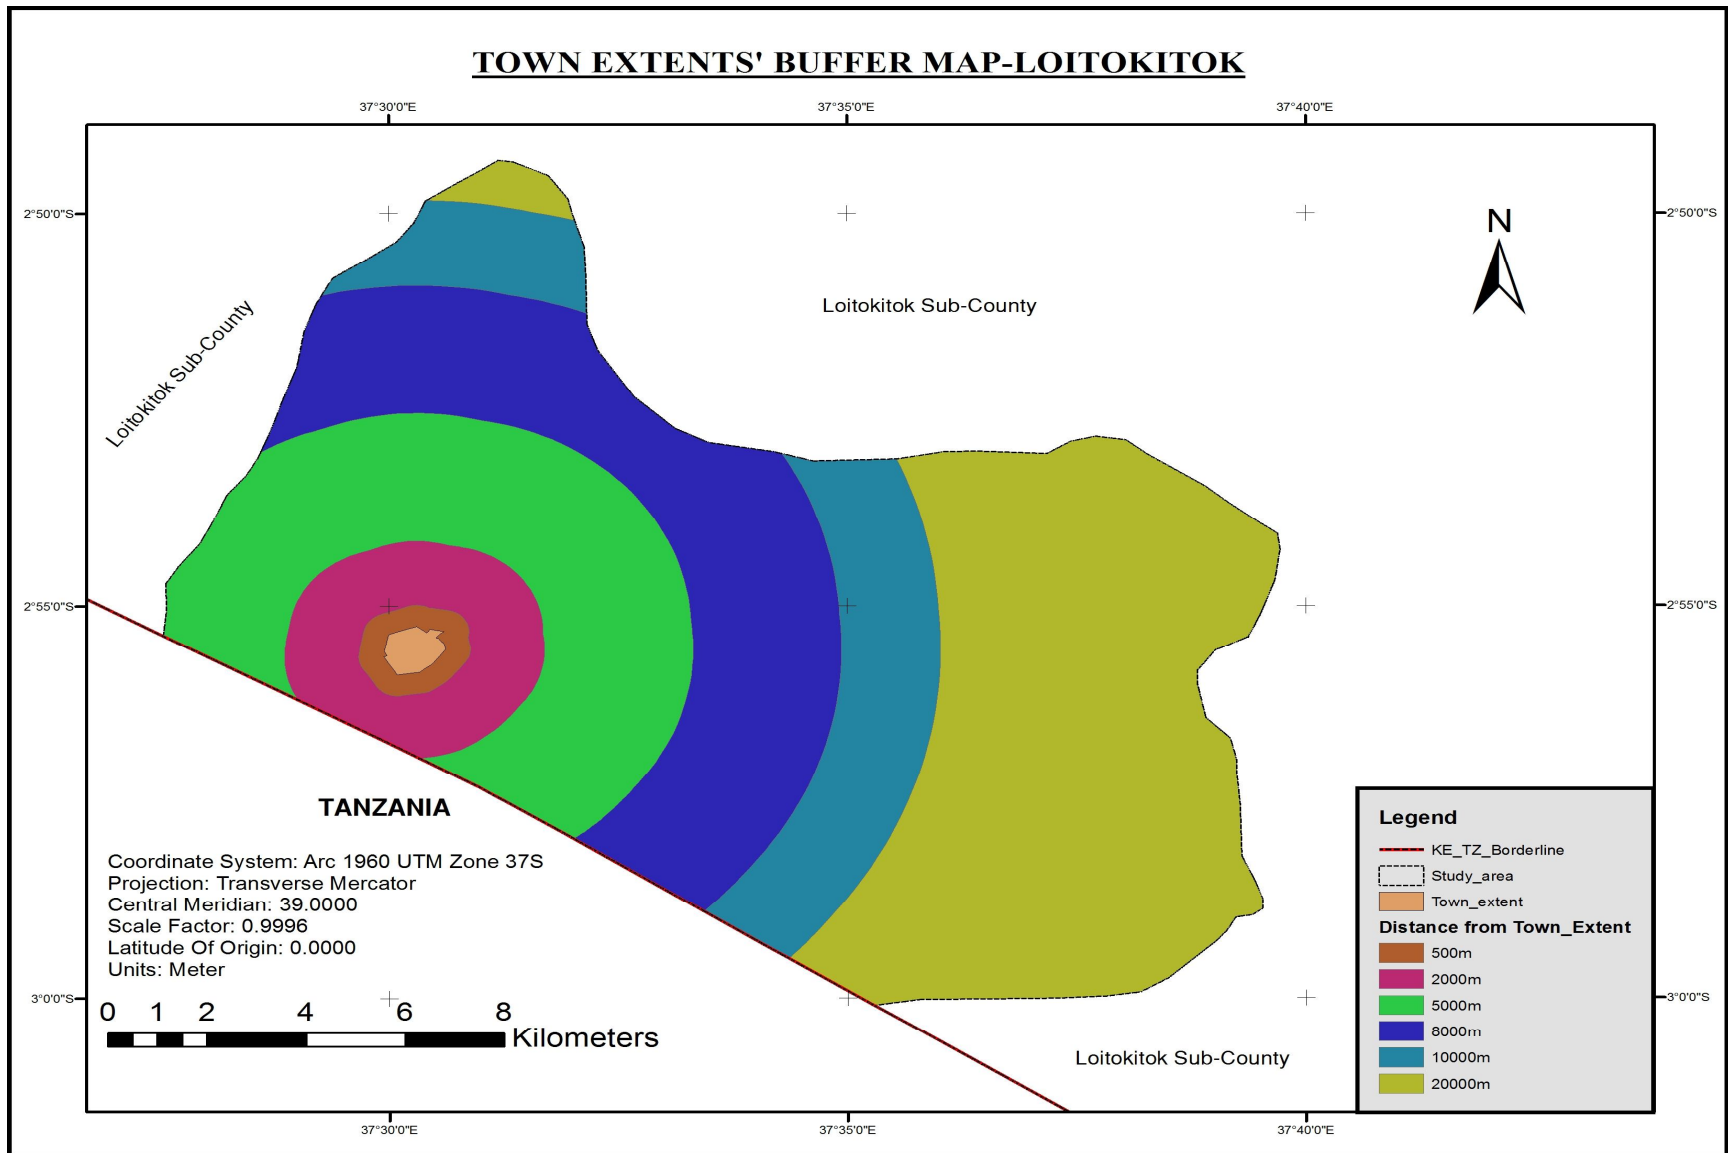 TOWN EXTENTS' BUFFER MAP-LOITOKITOK
37°30'0"E 37°35'0"E 37°40'0"E
2°50'0"S 2°50'0"S
N
Loitokitok Sub-County
Loitokitok Sub-County
2°55'0"S 2°55'0"S
TANZANIA
Coordinate System: Arc 1960 UTM Zone 37S
Projection: Transverse Mercator
Central Meridian: 39.0000
Scale Factor: 0.9996
Latitude Of Origin: 0.0000
Units: Meter
3°0'0"S 3°0'0"S
0 1 2 4 6 8
Kilometers
Loitokitok Sub-County
Legend
KE_TZ_Borderline
Study_area
Town_extent
Distance from Town_Extent
500m
2000m
5000m
8000m
10000m
20000m
37°30'0"E 37°35'0"E 37°40'0"E